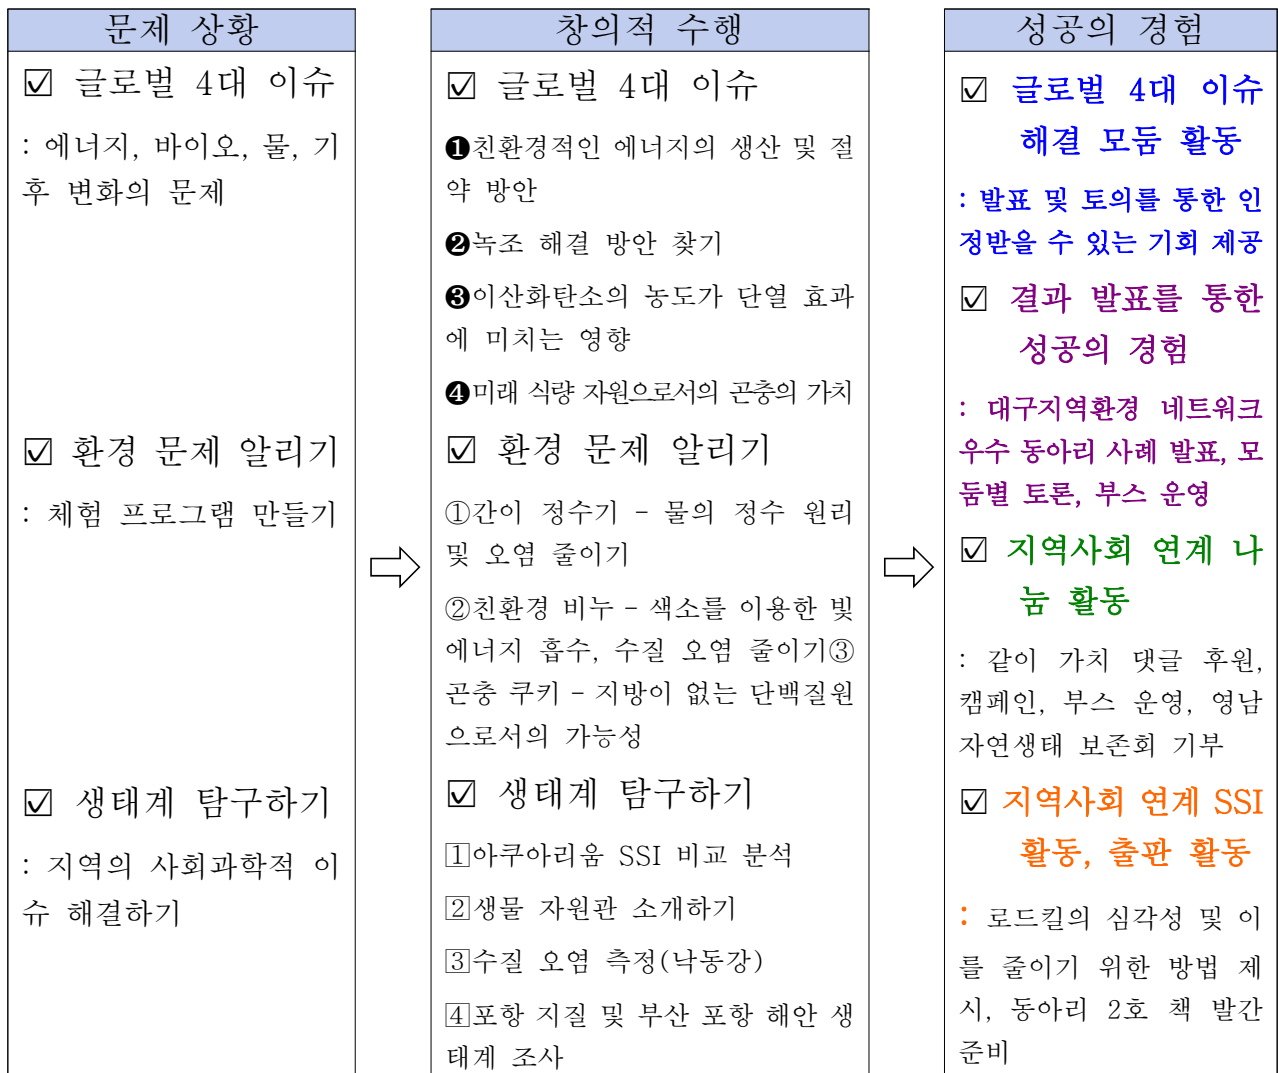 문제 상황
☑ 글로벌 4대 이슈
: 에너지, 바이오, 물, 기
후 변화의 문제
☑ 환경 문제 알리기
: 체험 프로그램 만들기
☑ 생태계 탐구하기
: 지역의 사회과학적 이
슈 해결하기
창의적 수행
☑ 글로벌 4대 이슈
❶친환경적인 에너지의 생산 및 절
약 방안
❷녹조 해결 방안 찾기
❸이산화탄소의 농도가 단열 효과
에 미치는 영향
❹미래 식량 자원으로서의 곤충의 가치
☑ 환경 문제 알리기
①간이 정수기 - 물의 정수 원리
및 오염 줄이기
②친환경 비누 - 색소를 이용한 빛
에너지 흡수, 수질 오염 줄이기③
곤충 쿠키 - 지방이 없는 단백질원
으로서의 가능성
☑ 생태계 탐구하기
1아쿠아리움 SSI 비교 분석
2생물 자원관 소개하기
3수질 오염 측정(낙동강)
4포항 지질 및 부산 포항 해안 생
태계 조사
성공의 경험
☑ 글로벌 4대 이슈
해결 모둠 활동
: 발표 및 토의를 통한 인
정받을 수 있는 기회 제공
☑ 결과 발표를 통한
성공의 경험
: 대구지역환경 네트워크
우수 동아리 사례 발표, 모
둠별 토론, 부스 운영
☑ 지역사회 연계 나
눔 활동
: 같이 가치 댓글 후원,
캠페인, 부스 운영, 영남
자연생태 보존회 기부
☑ 지역사회 연계 SSI
활동, 출판 활동
: 로드킬의 심각성 및 이
를 줄이기 위한 방법 제
시, 동아리 2호 책 발간
준비